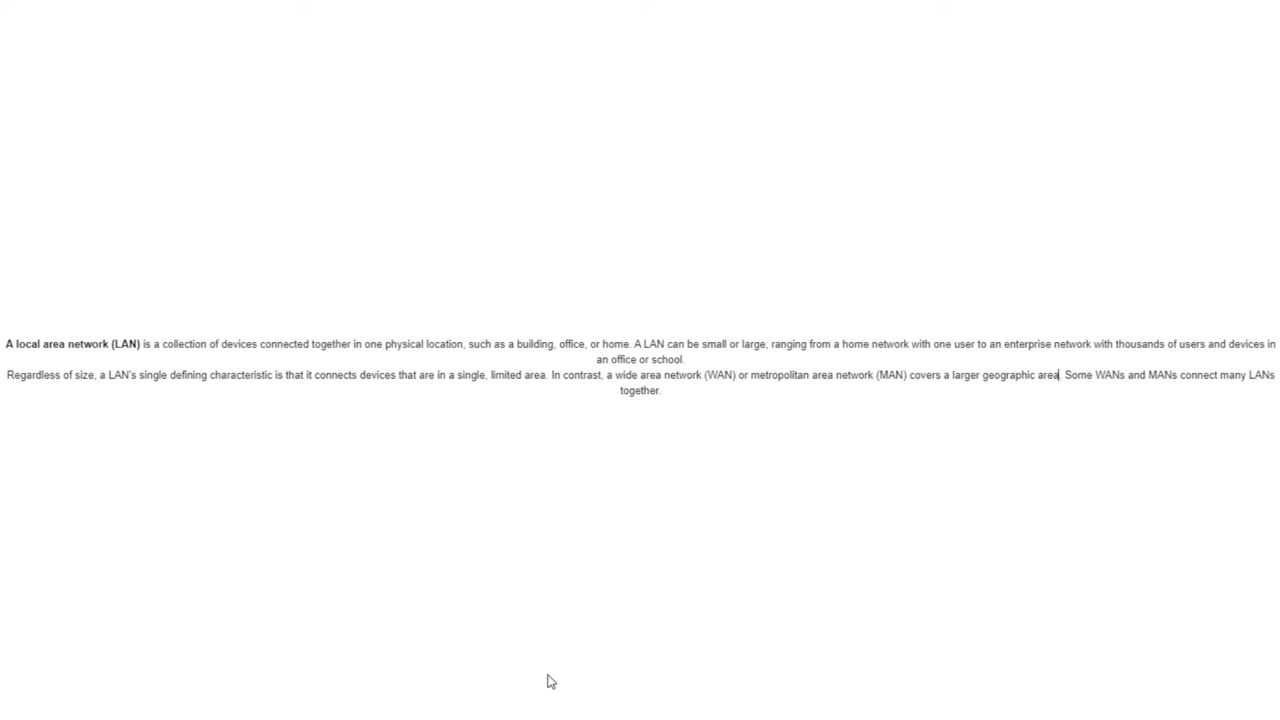 A local area network (LAN) is a collection of devices connected together in one physical location, such as a building, office, or home. A LAN can be small or large, ranging from a home network with one user to an enterprise network with thousands of users and devices in
an office or school.
Regardless of size, a LAN's single defining characteristic is that it connects devices that are in a single, limited area. In contrast, a wide area network (WAN) or metropolitan area network (MAN) covers a larger geographic area. Some WANs and MANs connect many LANs
together.